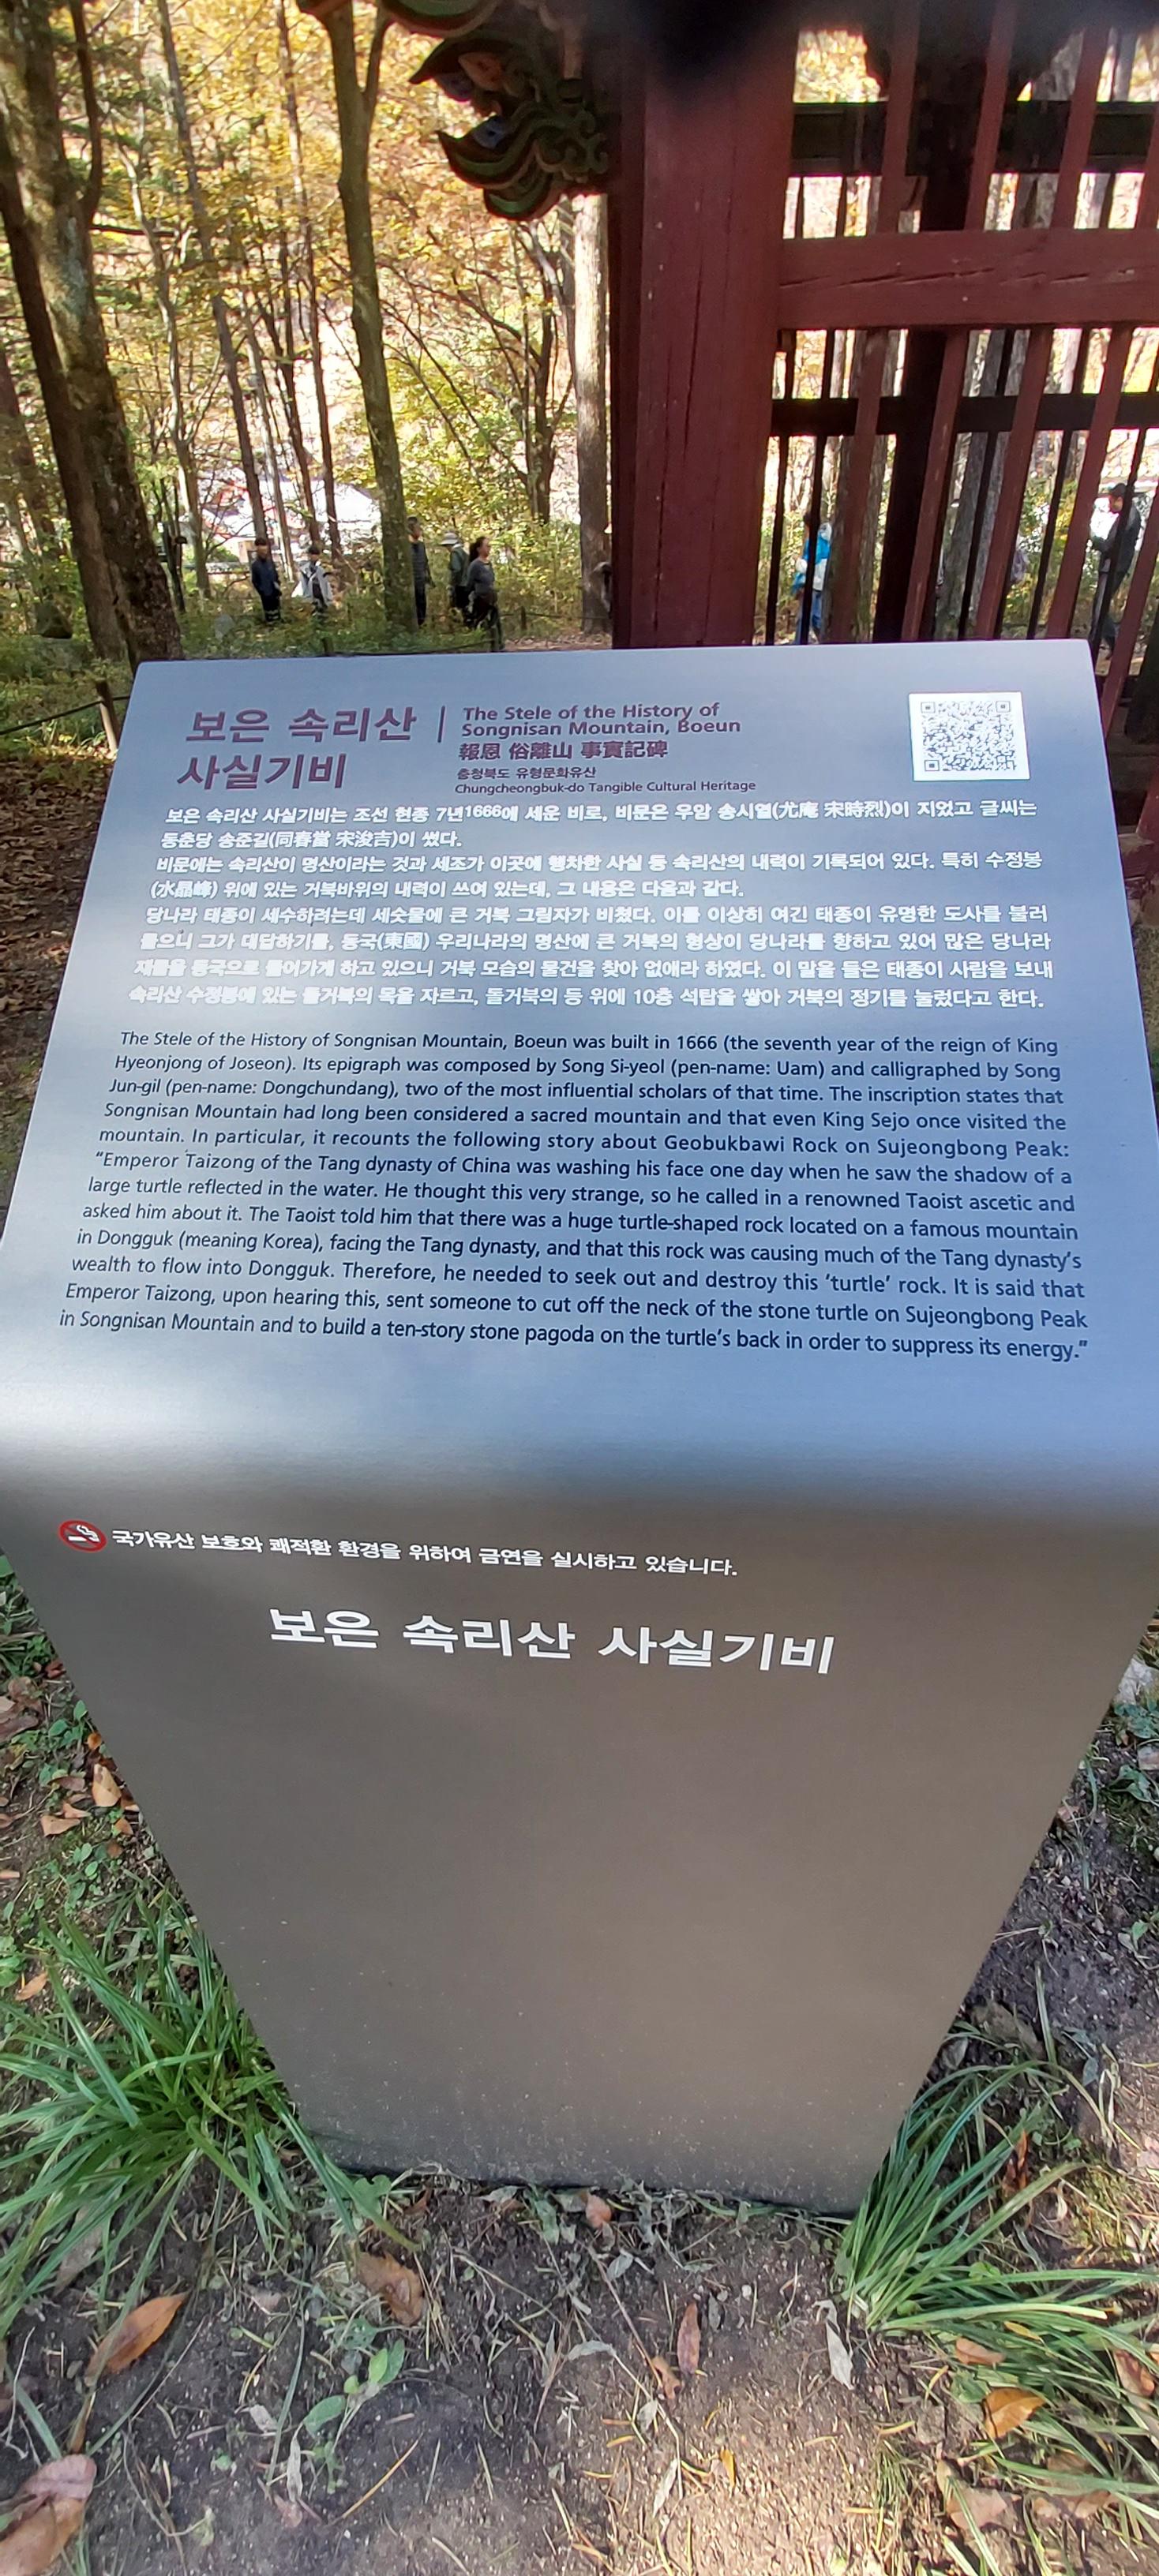 보은 속리산
사실기비
The Stele of the History of
Songnisan Mountain, Boeun
報恩 俗離山 事實記碑
충청북도 유형문화유산
Chungcheongbuk-do Tangible Cultural Heritage
보은 속리산 사실기비는 조선 현종 7년1666에 세운 비로, 비문은 우암 송시열(尤庵 宋時烈)이 지었고 글씨는
동춘당 송준길(同春當 宋浚吉)이 썼다.
비문에는 속리산이 명산이라는 것과 세조가 이곳에 행차한 사실 등 속리산의 내력이 기록되어 있다. 특히 수정봉
(水晶峰) 위에 있는 거북바위의 내력이 쓰여 있는데, 그 내용은 다음과 같다.
당나라 태종이 세수하려는데 세숫물에 큰 거북 그림자가 비쳤다. 이를 이상히 여긴 태종이 유명한 도사를 불러
물으니 그가 대답하기를, 동국(東國) 우리나라의 명산에 큰 거북의 형상이 당나라를 향하고 있어 많은 당나라
재물을 동국으로 들어가게 하고 있으니 거북 모습의 물건을 찾아 없애라 하였다. 이 말을 들은 태종이 사람을 보내
속리산 수정봉에 있는 돌거북의 목을 자르고, 돌거북의 등 위에 10층 석탑을 쌓아 거북의 정기를 눌렀다고 한다.
The Stele of the History of Songnisan Mountain, Boeun was built in 1666 (the seventh year of the reign of King
Hyeonjong of Joseon). Its epigraph was composed by Song Si-yeol (pen-name: Uam) and calligraphed by Song
Jun-gil (pen-name: Dongchundang), two of the most influential scholars of that time. The inscription states that
Songnisan Mountain had long been considered a sacred mountain and that even King Sejo once visited the
mountain. In particular, it recounts the following story about Geobukbawi Rock on Sujeongbong Peak:
“Emperor Taizong of the Tang dynasty of China was washing his face one day when he saw the shadow of a
large turtle reflected in the water. He thought this very strange, so he called in a renowned Taoist ascetic and
asked him about it. The Taoist told him that there was a huge turtle-shaped rock located on a famous mountain
in Dongguk (meaning Korea), facing the Tang dynasty, and that this rock was causing much of the Tang dynasty’s
wealth to flow into Dongguk. Therefore, he needed to seek out and destroy this ‘turtle’ rock. It is said that
Emperor Taizong, upon hearing this, sent someone to cut off the neck of the stone turtle on Sujeongbong Peak
in Songnisan Mountain and to build a ten-story stone pagoda on the turtle’s back in order to suppress its energy.”
국가유산 보호와 쾌적환 환경을 위하여 금연을 실시하고 있습니다.
보은 속리산 사실기비